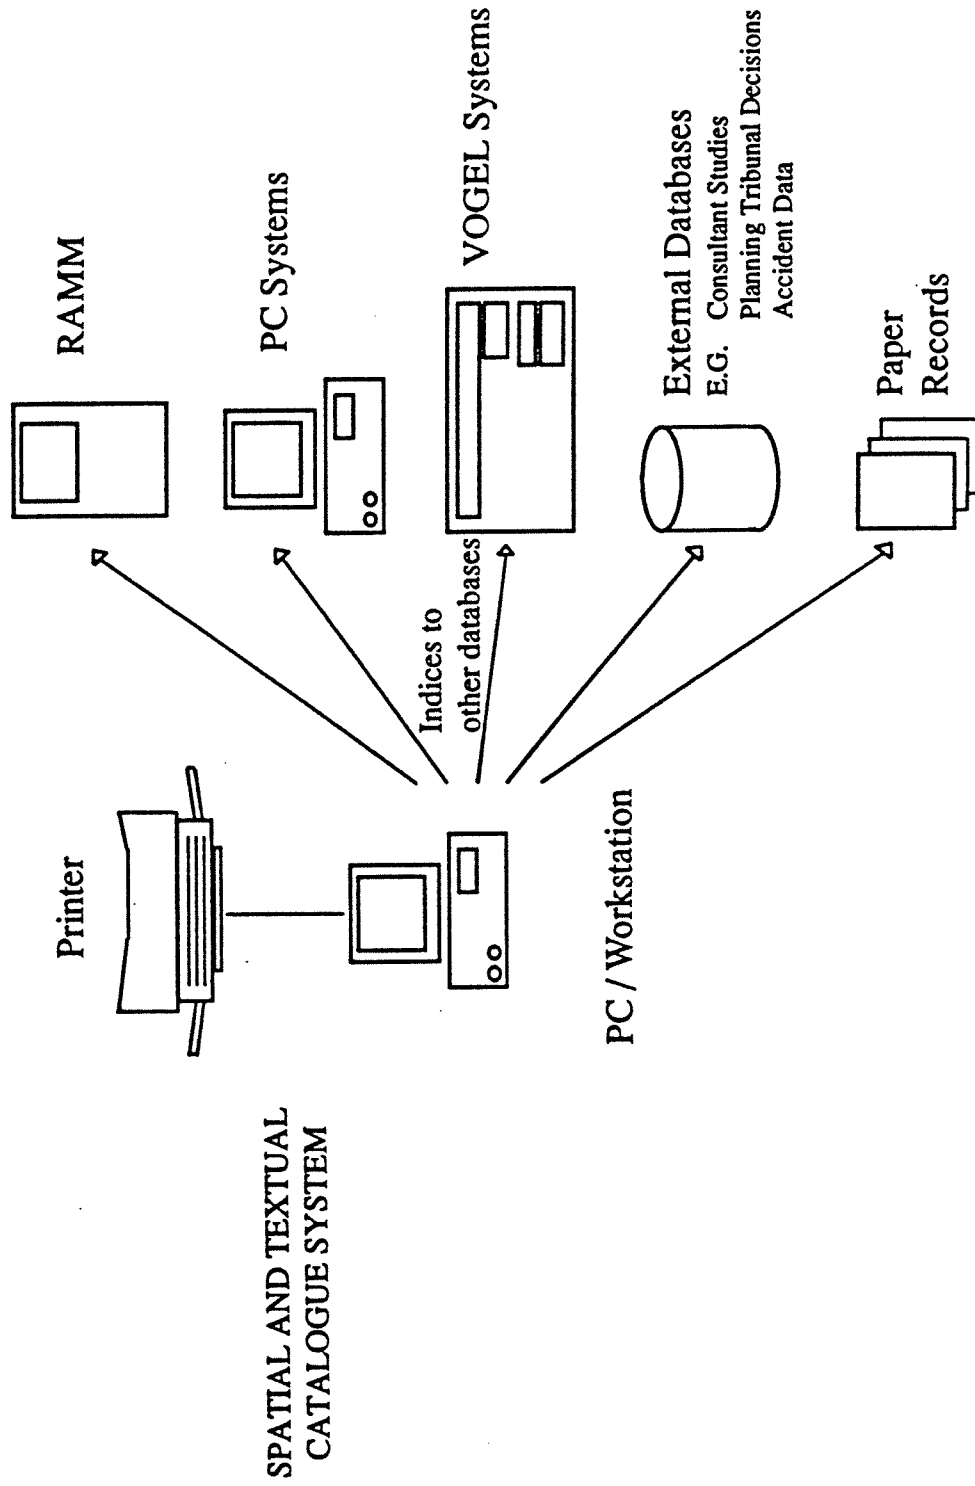 SPATIAL AND TEXTUAL
CATALOGUE SYSTEM
Printer
PC / Workstation
Indices to
other databases
RAMM
PC Systems
VOGEL Systems
External Databases
E.G. Consultant Studies
Planning Tribunal Decisions
Accident Data
Paper
Records